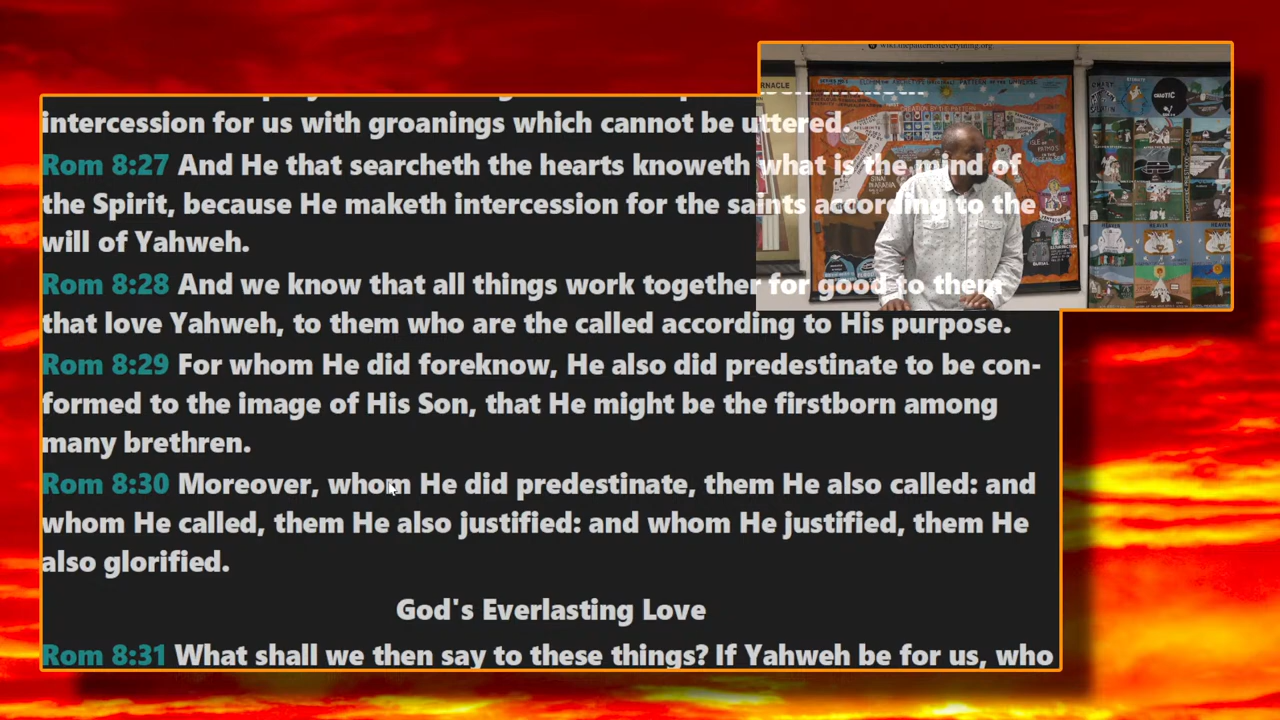 wiki.thepatternofeverything.org
intercession for us with groanings which cannot be uttered.
Rom 8:27 And He that searcheth the hearts knoweth what is the mind of
the Spirit, because He maketh intercession for the saints according to the
will of Yahweh.
Rom 8:28 And we know that all things work together for good to them
that love Yahweh, to them who are the called according to His purpose.
Rom 8:29 For whom He did foreknow, He also did predestinate to be con-
formed to the image of His Son, that He might be the firstborn among
many brethren.
Rom 8:30 Moreover, whom He did predestinate, them He also called: and
whom He called, them He also justified: and whom He justified, them He
also glorified.
God's Everlasting Love
Rom 8:31 What shall we then say to these things? If Yahweh be for us, who